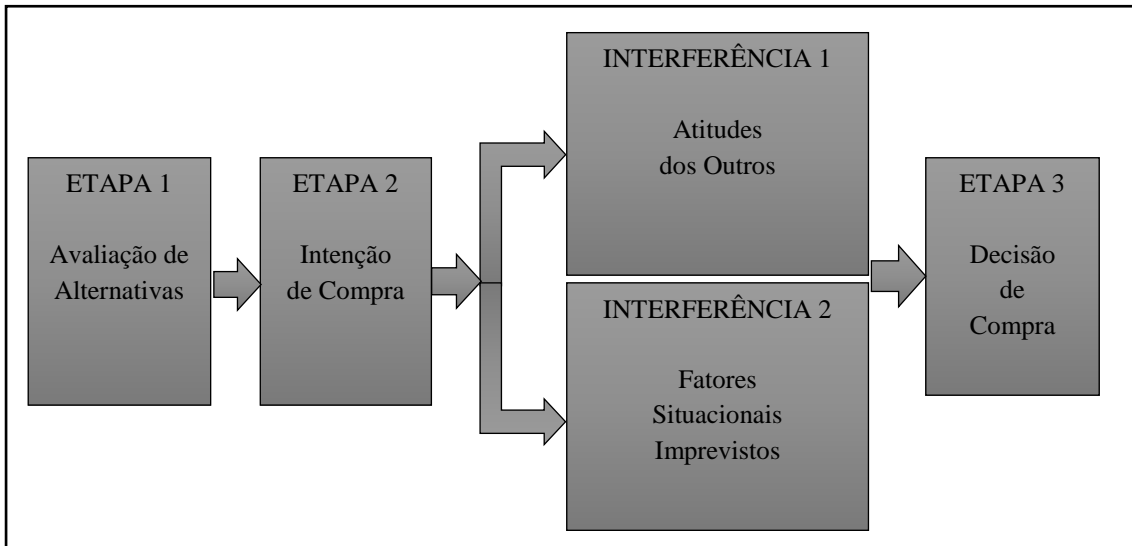 ETAPA 1
Avaliação de
Alternativas
ETAPA 2
Intenção
de Compra
INTERFERÊNCIA 1
Atitudes
dos Outros
INTERFERÊNCIA 2
Fatores
Situacionais
Imprevistos
ETAPA 3
Decisão
de
Compra